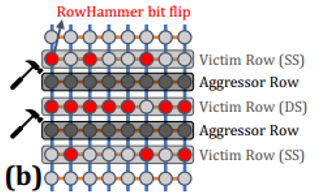 RowHammer bit flip
Victim Row (SS)
Aggressor Row
Victim Row (DS)
Aggressor Row
Victim Row (SS)
(b)